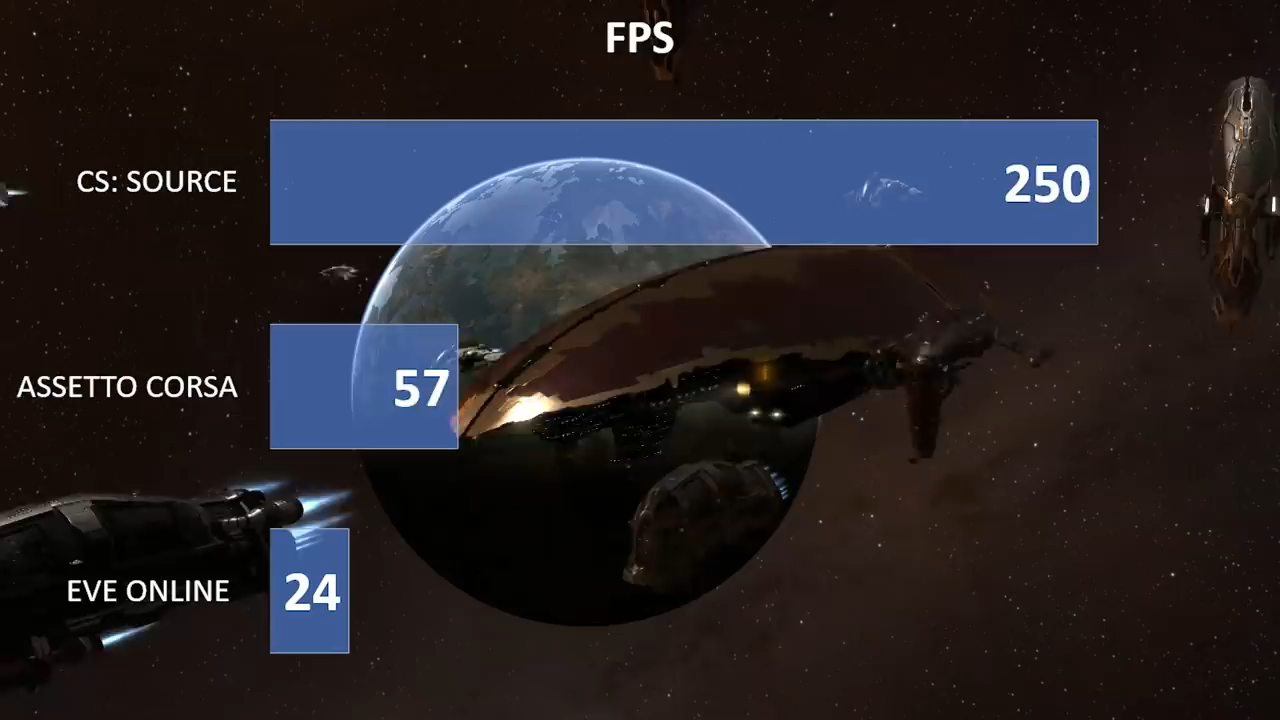 FPS
CS: SOURCE
250
ASSETTO CORSA
57
EVE ONLINE
24